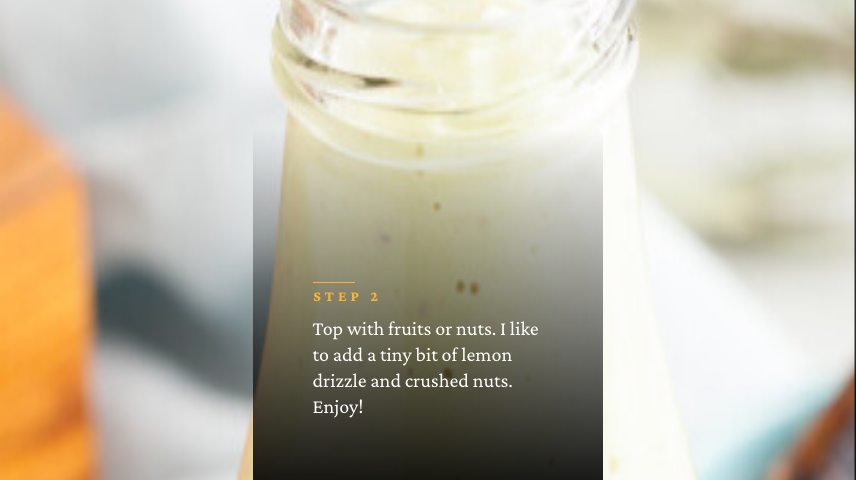 STEP 2
Top with fruits or nuts. I like
to add a tiny bit of lemon
drizzle and crushed nuts.
Enjoy!